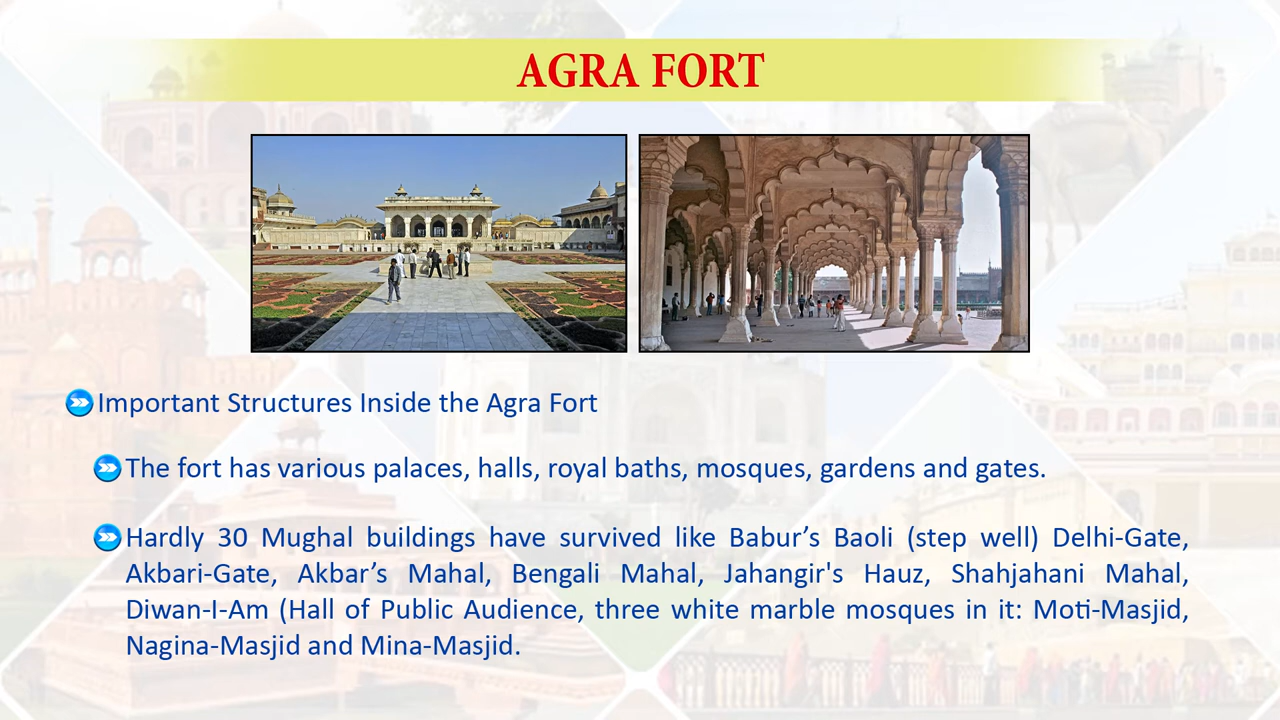 AGRA FORT
Important Structures Inside the Agra Fort
The fort has various palaces, halls, royal baths, mosques, gardens and gates.
Hardly 30 Mughal buildings have survived like Babur’s Baoli (step well) Delhi-Gate,
Akbari-Gate, Akbar’s Mahal, Bengali Mahal, Jahangir's Hauz, Shahjahani Mahal,
Diwan-I-Am (Hall of Public Audience, three white marble mosques in it: Moti-Masjid,
Nagina-Masjid and Mina-Masjid.